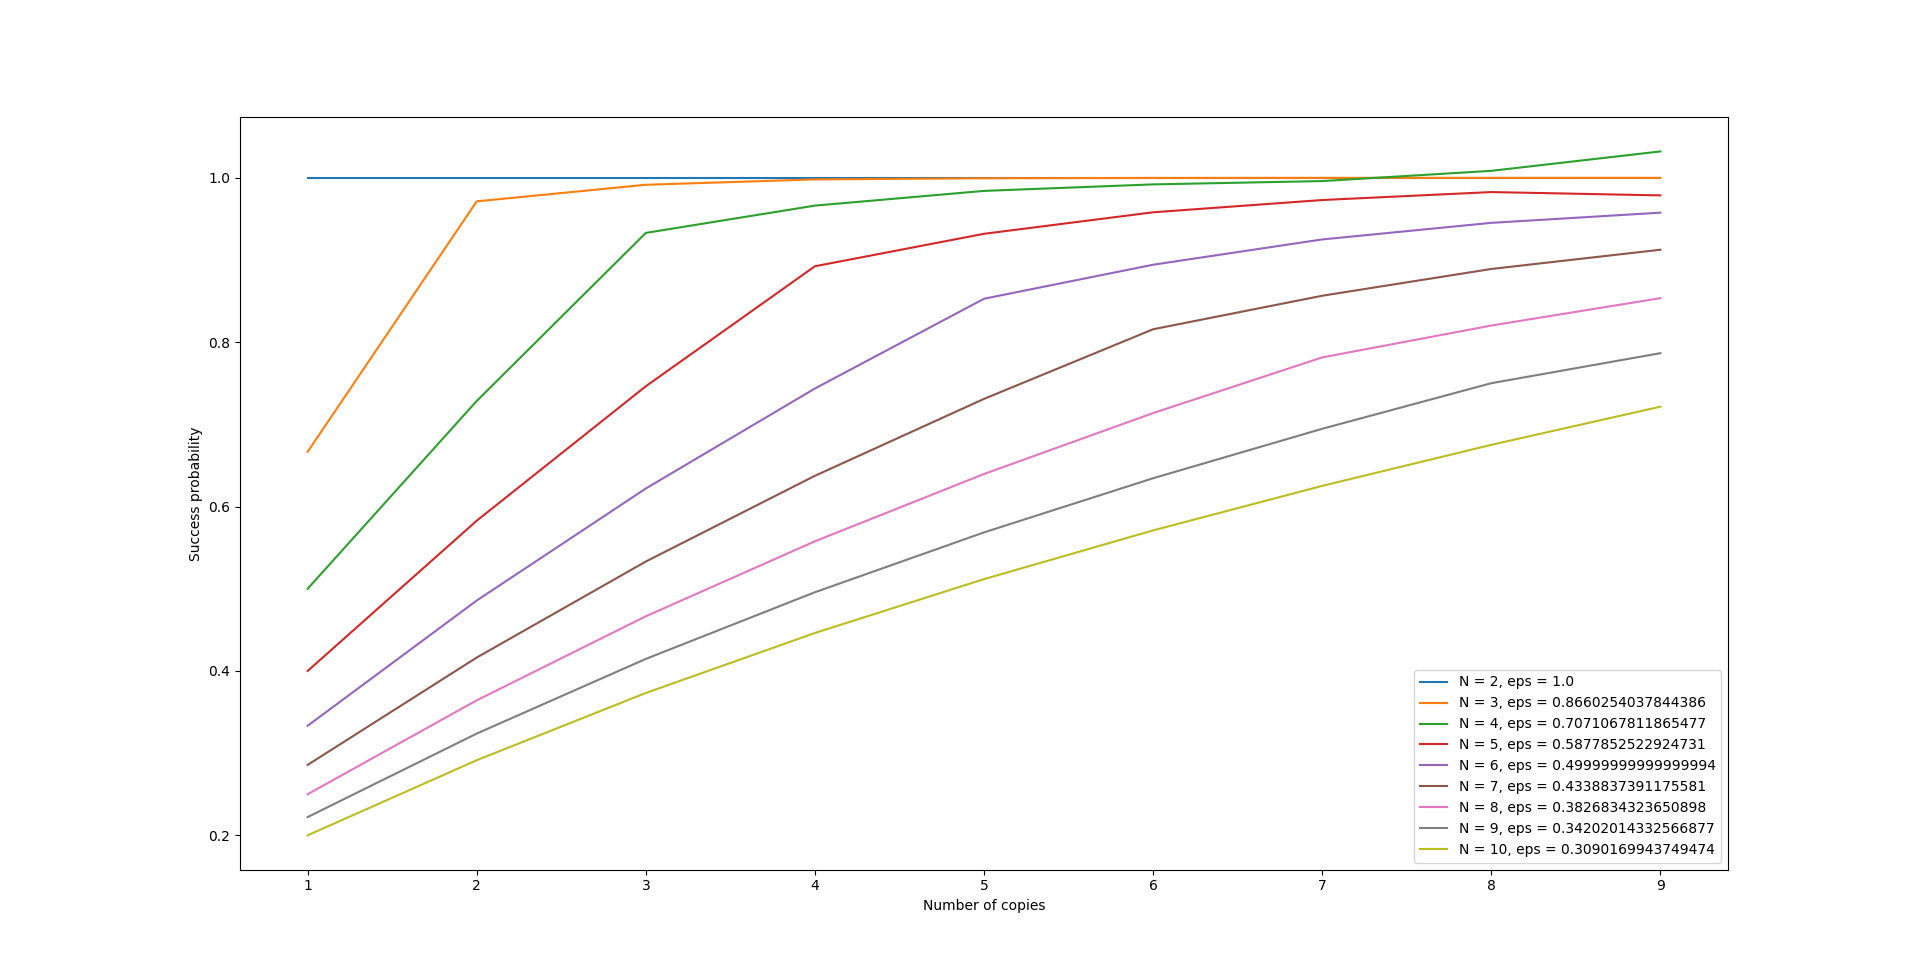 Success probability
1.0
0.8
0.6
0.4
0.2
1 2 3 4 5 6 7 8 9
Number of copies
N = 2, eps = 1.0
N = 3, eps = 0.8660254037844386
N = 4, eps = 0.7071067811865477
N = 5, eps = 0.5877852522924731
N = 6, eps = 0.49999999999999994
N = 7, eps = 0.4338837391175581
N = 8, eps = 0.3826834323650898
N = 9, eps = 0.34202014332566877
N = 10, eps = 0.3090169943749474